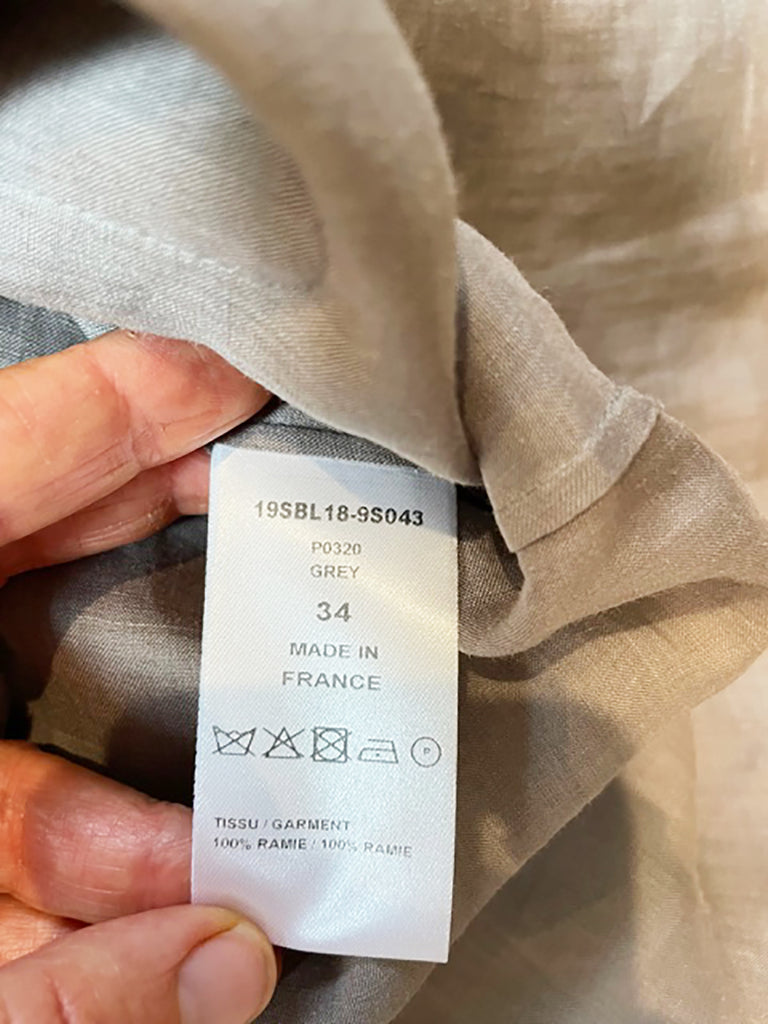 19SBL18-9S043
P0320
GREY
34
MADE IN
FRANCE
P
TISSU / GARMENT
100% RAMIE / 100% RAMIE